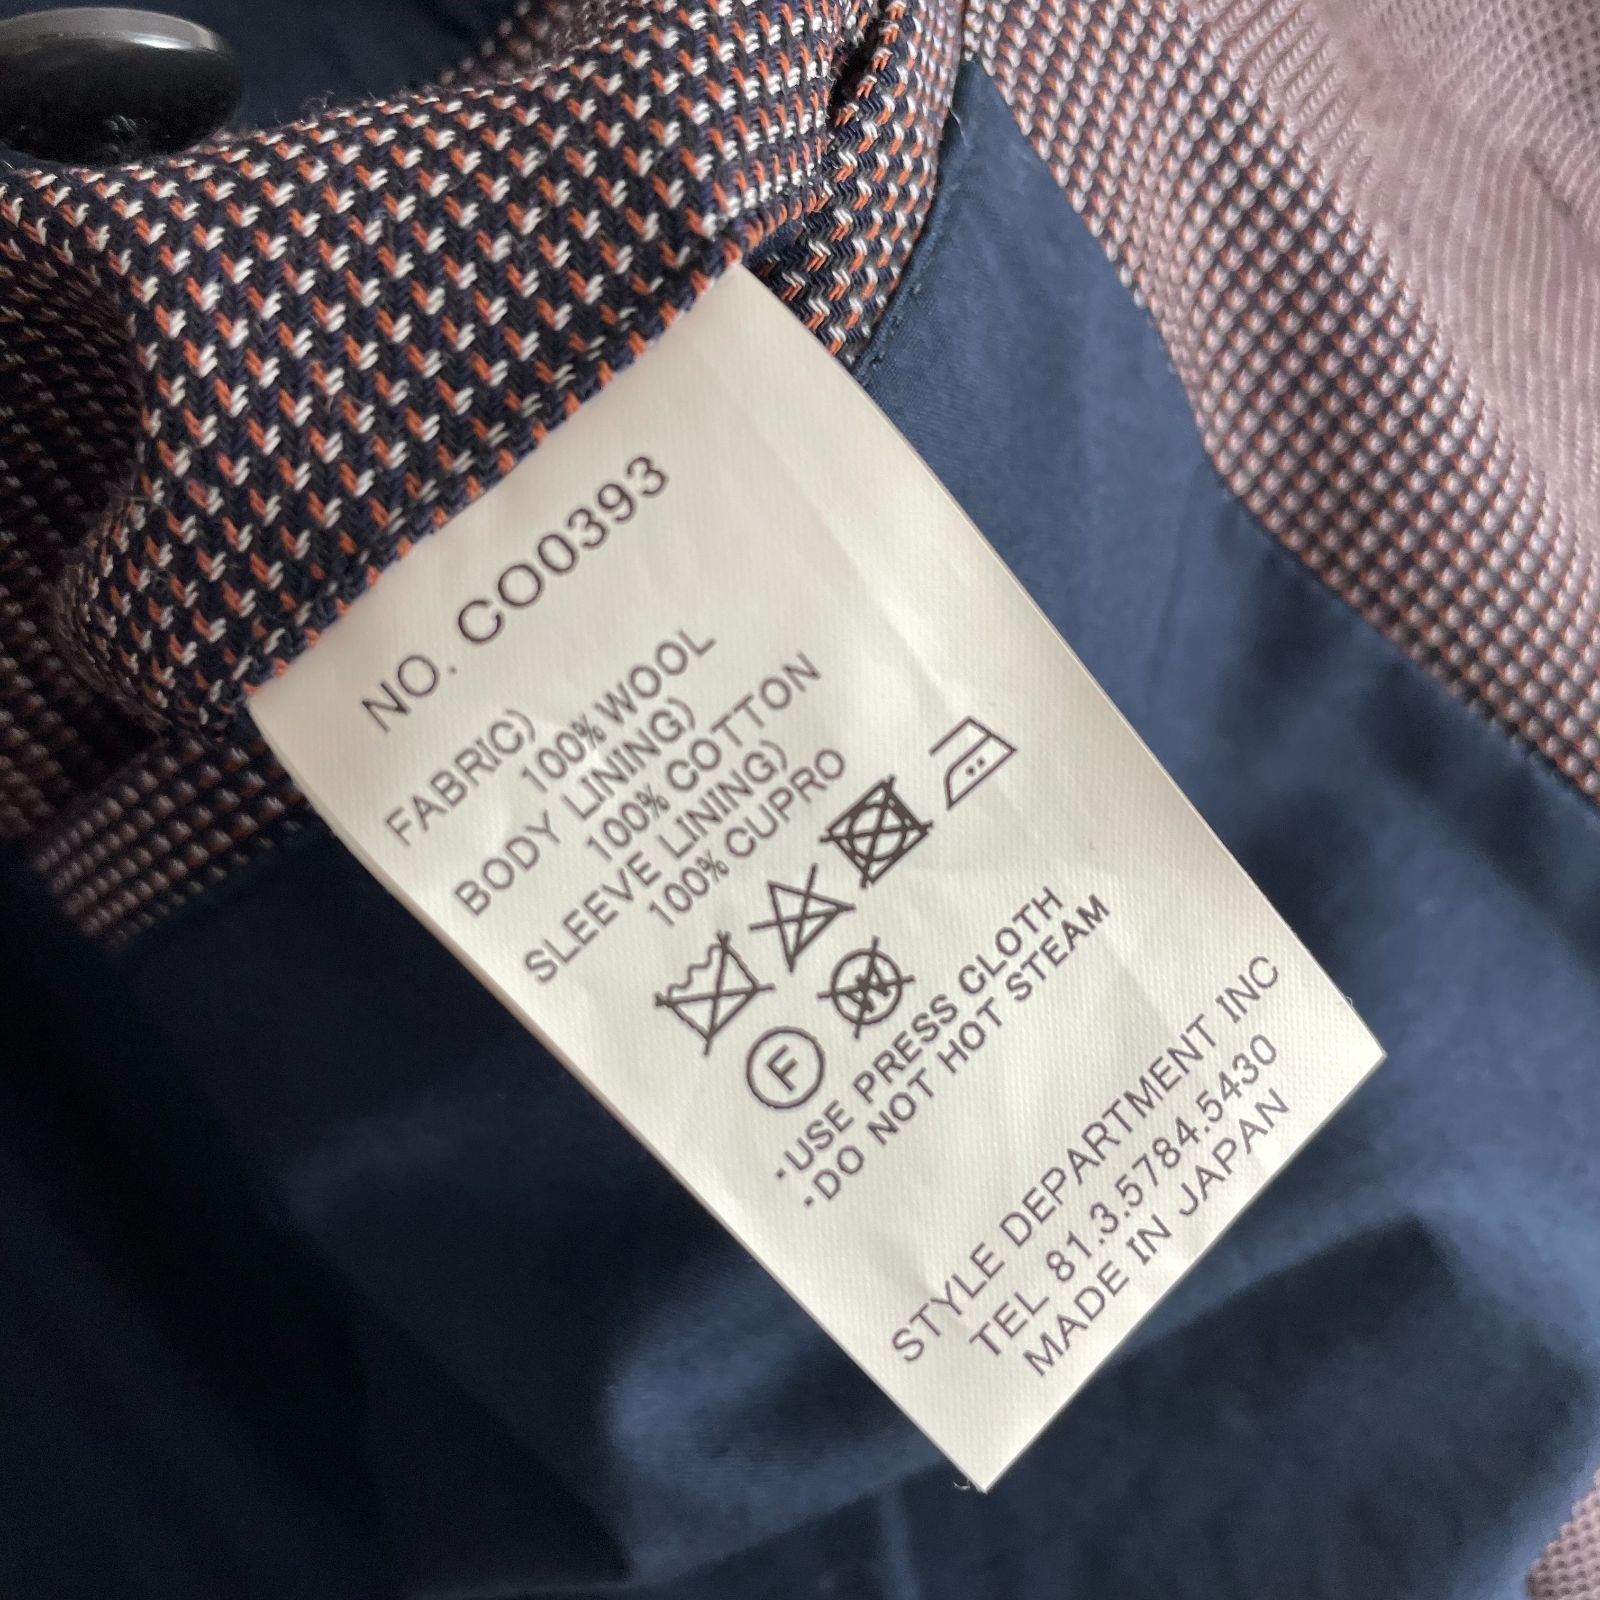 NO. CO0393
FABRIC)
100% WOOL
BODY LINING)
100% COTTON
SLEEVE LINING)
100% CUPRO
F W
·USE PRESS CLOTH
·DO NOT HOT STEAM
STYLE DEPARTMENT INC
TEL 81.3.5784.5430
MADE IN JAPAN